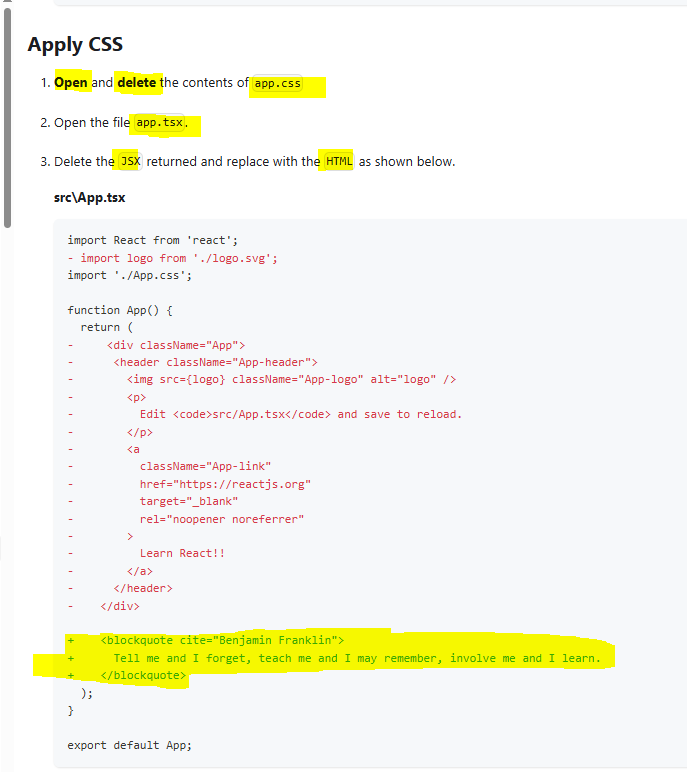 Apply CSS
1. Open and delete the contents of app.css
2. Open the file app.tsx.
3. Delete the JSX returned and replace with the HTML as shown below.
src\App.tsx
import React from 'react';
- import logo from './logo.svg';
import './App.css';
function App() {
  return (
-     <div className="App">
-      <header className="App-header">
-        <img src={logo} className="App-logo" alt="logo" />
-        <p>
-          Edit <code>src/App.tsx</code> and save to reload.
-        </p>
-        <a
-          className="App-link"
-          href="https://reactjs.org"
-          target="_blank"
-          rel="noopener noreferrer"
-        >
-          Learn React!!
-        </a>
-      </header>
-    </div>
+    <blockquote cite="Benjamin Franklin">
+      Tell me and I forget, teach me and I may remember, involve me and I learn.
+    </blockquote>
  );
}
export default App;